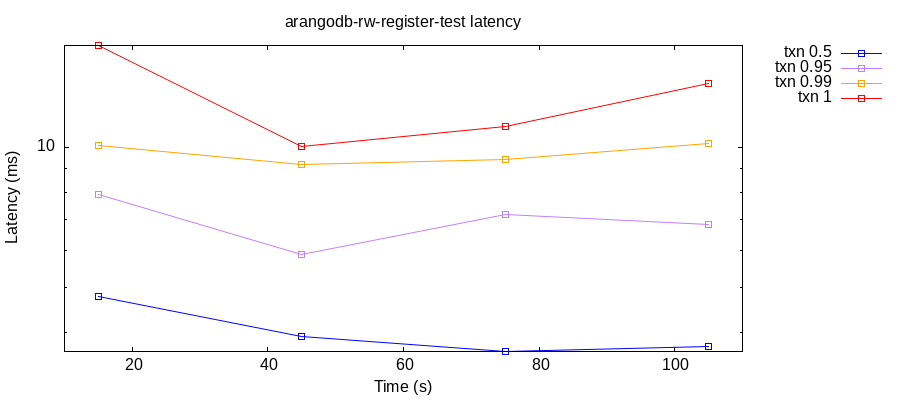 arangodb-rw-register-test latency
txn 0.5
txn 0.95
txn 0.99
txn 1
10
Latency (ms)
20 40 60 80 100
Time (s)